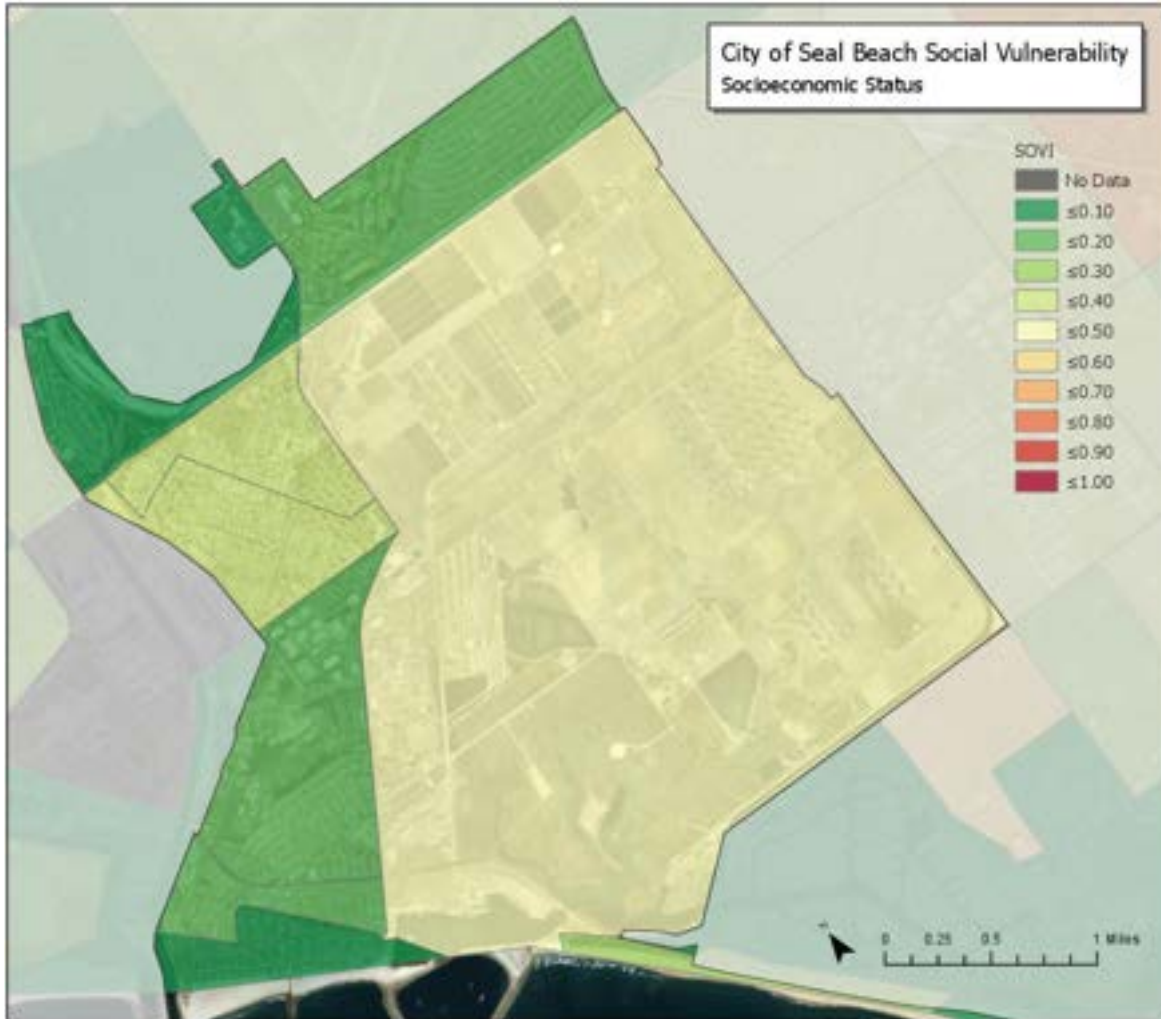 City of Seal Beach Social Vulnerability
Socioeconomic Status
SOVI
No Data
≤0.10
≤0.20
≤0.30
≤0.40
≤0.50
≤0.60
≤0.70
≤0.80
≤0.90
≤1.00
0 0.25 0.5 1 Miles